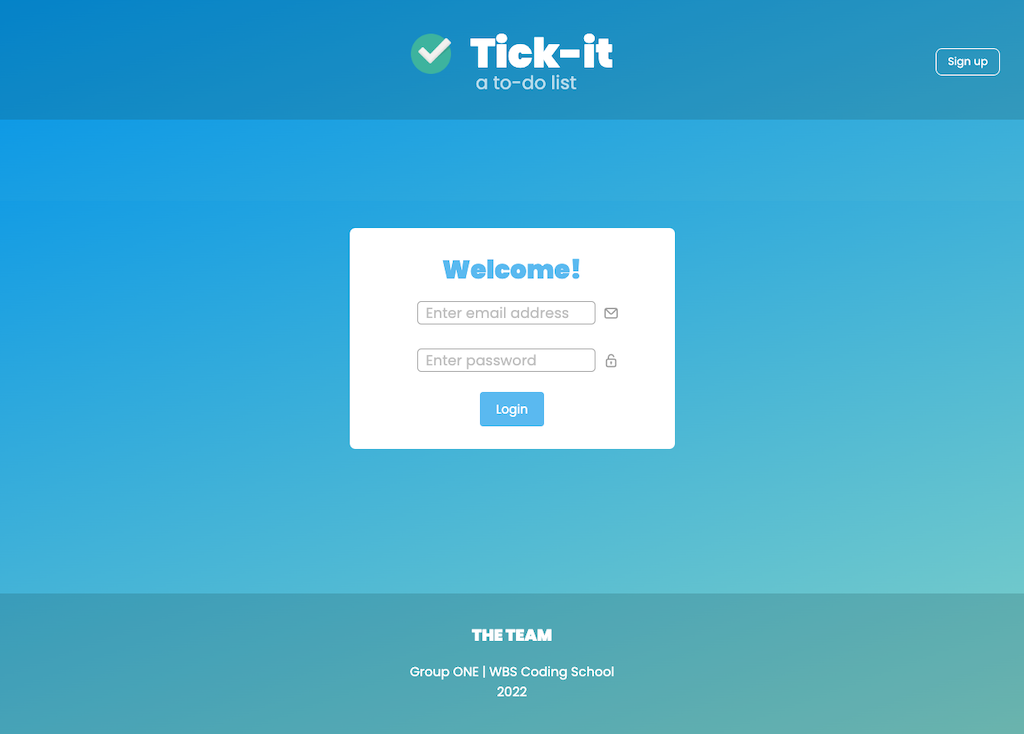 Tick-it
a to-do list
Sign up
Welcome!
Enter email address
Enter password
Login
THE TEAM
Group ONE | WBS Coding School
2022